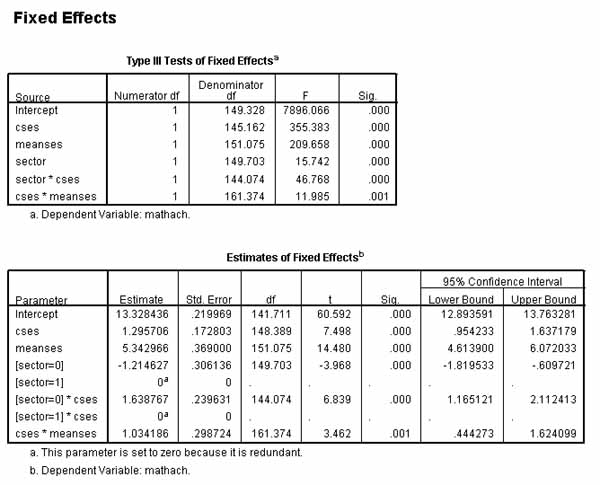 Fixed Effects
Type III Tests of Fixed Effectsa
Source Numerator df Denominator df F Sig.
Intercept 1 149.328 7896.066 .000
cses 1 145.162 355.383 .000
meanses 1 151.075 209.658 .000
sector 1 149.703 15.742 .000
sector * cses 1 144.074 46.768 .000
cses * meanses 1 161.374 11.985 .001
a. Dependent Variable: mathach.
Estimates of Fixed Effectsb
95% Confidence Interval
Parameter Estimate Std. Error df t Sig. Lower Bound Upper Bound
Intercept 13.328436 .219969 141.711 60.592 .000 12.893591 13.763281
cses 1.295706 .172803 148.389 7.498 .000 .954233 1.637179
meanses 5.342966 .369000 151.075 14.480 .000 4.613900 6.072033
[sector=0] -1.214627 .306136 149.703 -3.968 .000 -1.819533 -.609721
[sector=1] 0a 0 . . . . .
[sector=0] * cses 1.638767 .239631 144.074 6.839 .000 1.165121 2.112413
[sector=1] * cses 0a 0 . . . . .
cses * meanses 1.034186 .298724 161.374 3.462 .001 .444273 1.624099
a. This parameter is set to zero because it is redundant.
b. Dependent Variable: mathach.